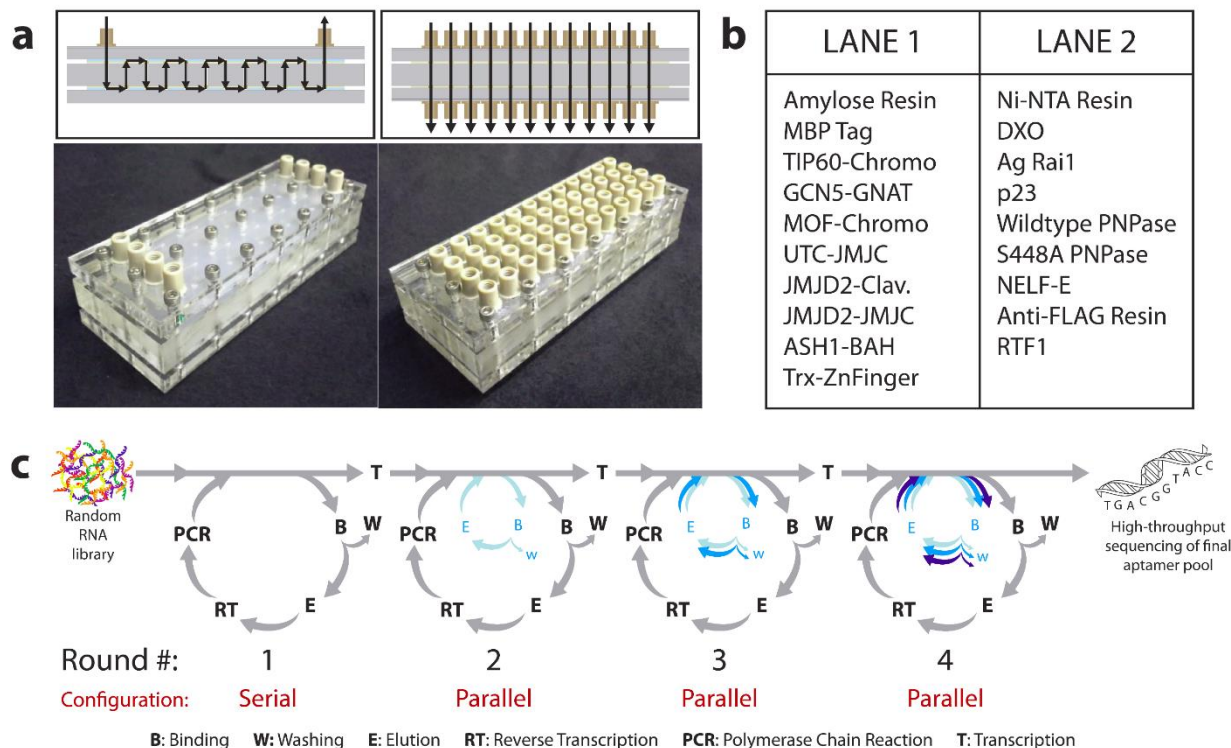 a
b
LANE 1
LANE 2
Amylose Resin
MBP Tag
TIP60-Chromo
GCN5-GNAT
MOF-Chromo
UTC-JMJC
JMJD2-Clav.
JMJD2-JMJC
ASH1-BAH
Trx-ZnFinger
Ni-NTA Resin
DXO
Ag Rai1
p23
Wildtype PNPase
S448A PNPase
NELF-E
Anti-FLAG Resin
RTF1
c
Random
RNA
library
PCR
B
W
E
RT
T
PCR
E
B
W
B
W
E
RT
T
PCR
E
B
W
B
W
E
RT
T
PCR
E
B
W
B
W
E
RT
TGACGGTACC
High-throughput
sequencing of final
aptamer pool
Round #: 1 2 3 4
Configuration: Serial Parallel Parallel Parallel
B: Binding W: Washing E: Elution RT: Reverse Transcription PCR: Polymerase Chain Reaction T: Transcription